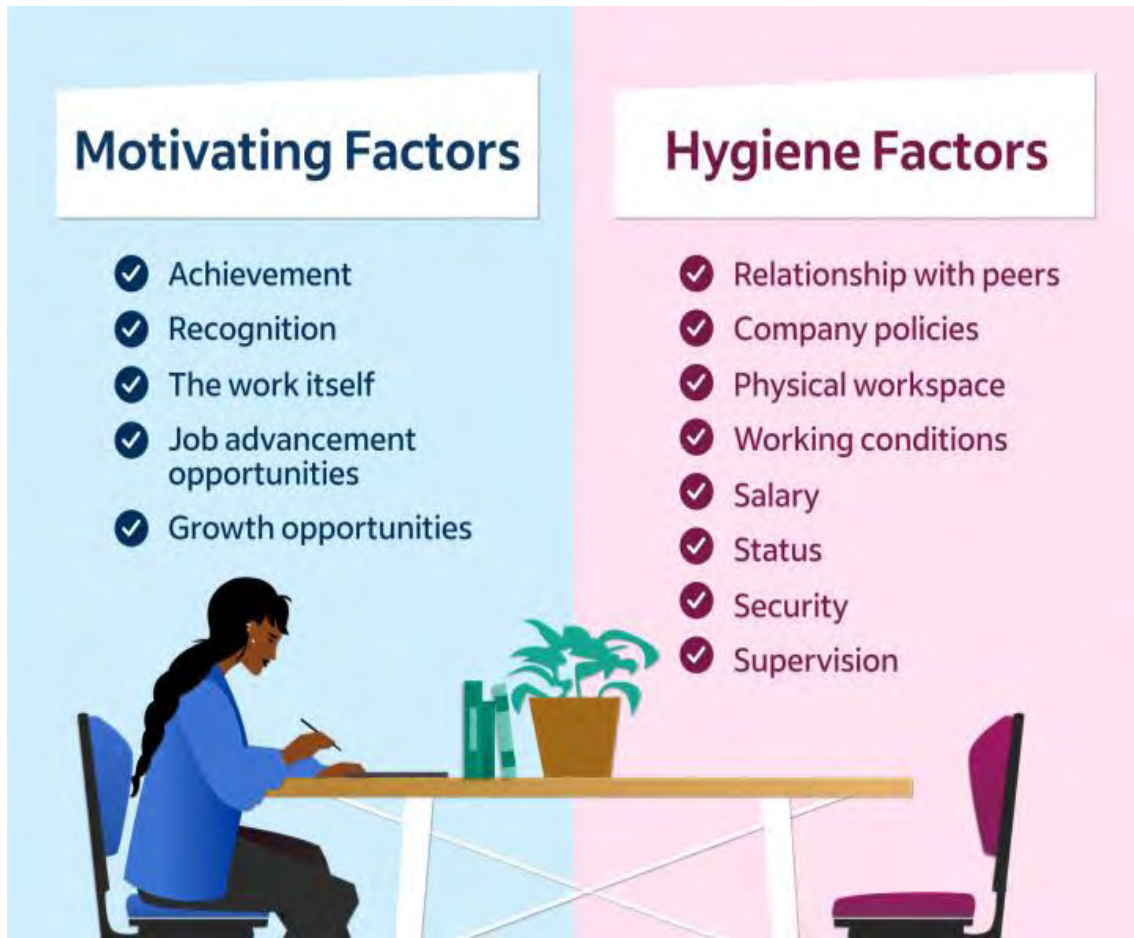 Motivating Factors
Achievement
Recognition
The work itself
Job advancement
opportunities
Growth opportunities
Hygiene Factors
Relationship with peers
Company policies
Physical workspace
Working conditions
Salary
Status
Security
Supervision